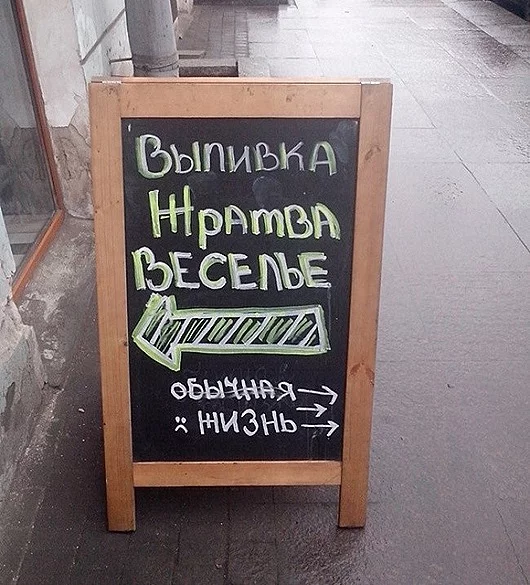 Выпивка
Жратва
Веселье
обычная →
:( жизнь →